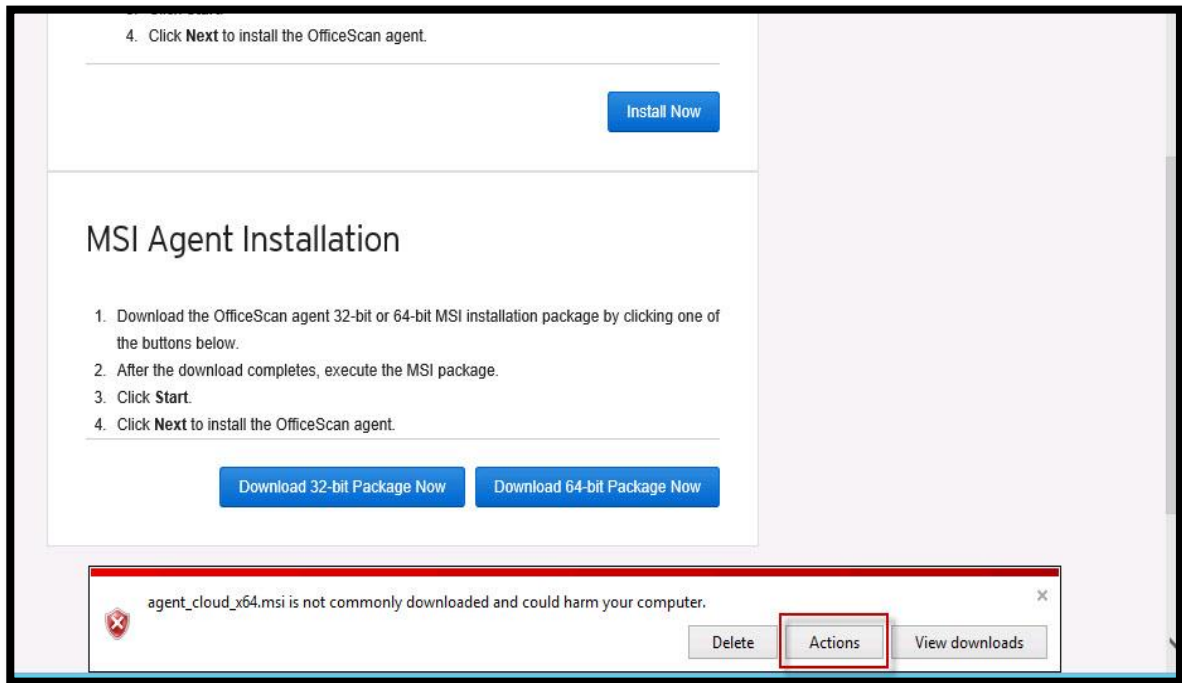 4. Click Next to install the OfficeScan agent.
Install Now
MSI Agent Installation
1. Download the OfficeScan agent 32-bit or 64-bit MSI installation package by clicking one of
the buttons below.
2. After the download completes, execute the MSI package.
3. Click Start.
4. Click Next to install the OfficeScan agent.
Download 32-bit Package Now Download 64-bit Package Now
agent_cloud_x64.msi is not commonly downloaded and could harm your computer.
Delete Actions View downloads